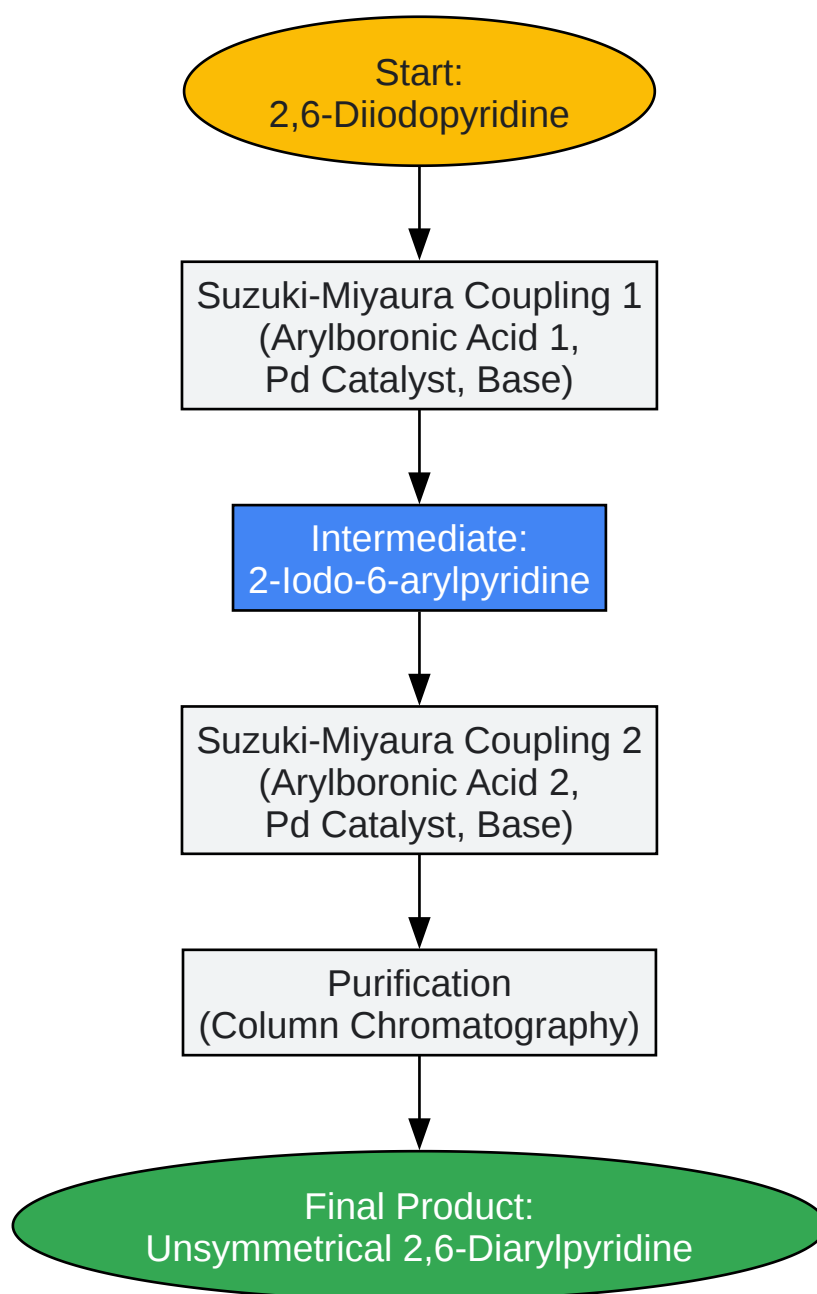 Start:
2,6-Diiodopyridine
Suzuki-Miyaura Coupling 1
(Arylboronic Acid 1,
Pd Catalyst, Base)
Intermediate:
2-Iodo-6-arylpyridine
Suzuki-Miyaura Coupling 2
(Arylboronic Acid 2,
Pd Catalyst, Base)
Purification
(Column Chromatography)
Final Product:
Unsymmetrical 2,6-Diarylpyridine